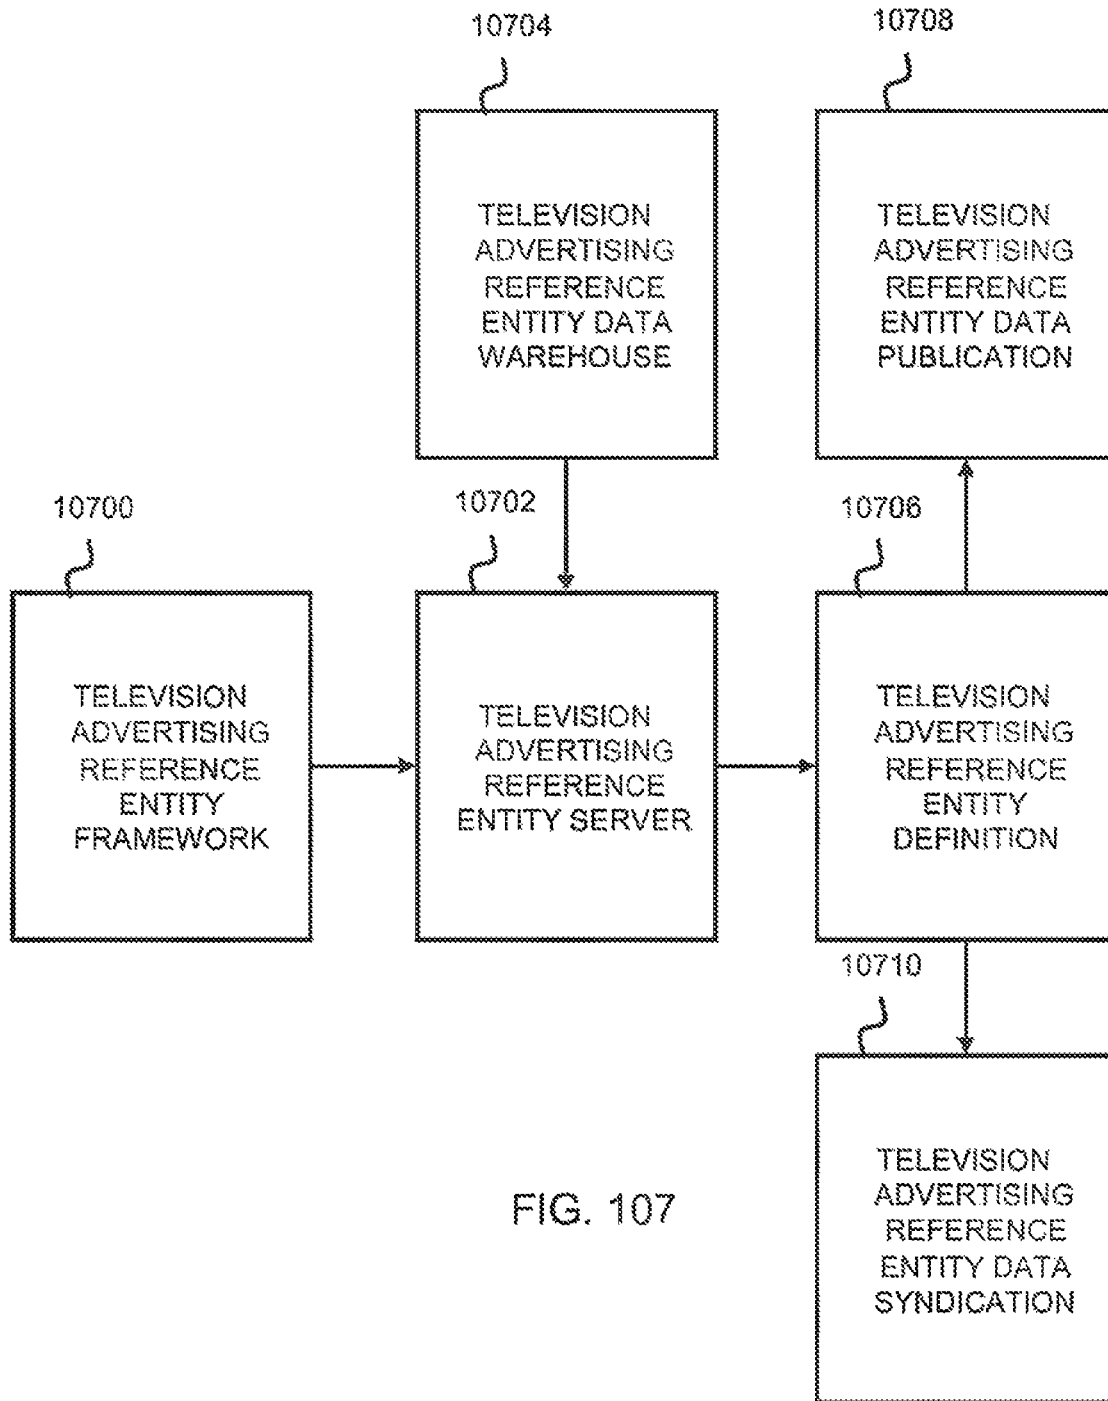 10704
TELEVISION
ADVERTISING
REFERENCE
ENTITY DATA
WAREHOUSE
10708
TELEVISION
ADVERTISING
REFERENCE
ENTITY DATA
PUBLICATION
10700
TELEVISION
ADVERTISING
REFERENCE
ENTITY
FRAMEWORK
10702
TELEVISION
ADVERTISING
REFERENCE
ENTITY SERVER
10706
TELEVISION
ADVERTISING
REFERENCE
ENTITY
DEFINITION
10710
TELEVISION
ADVERTISING
REFERENCE
ENTITY DATA
SYNDICATION
FIG. 107